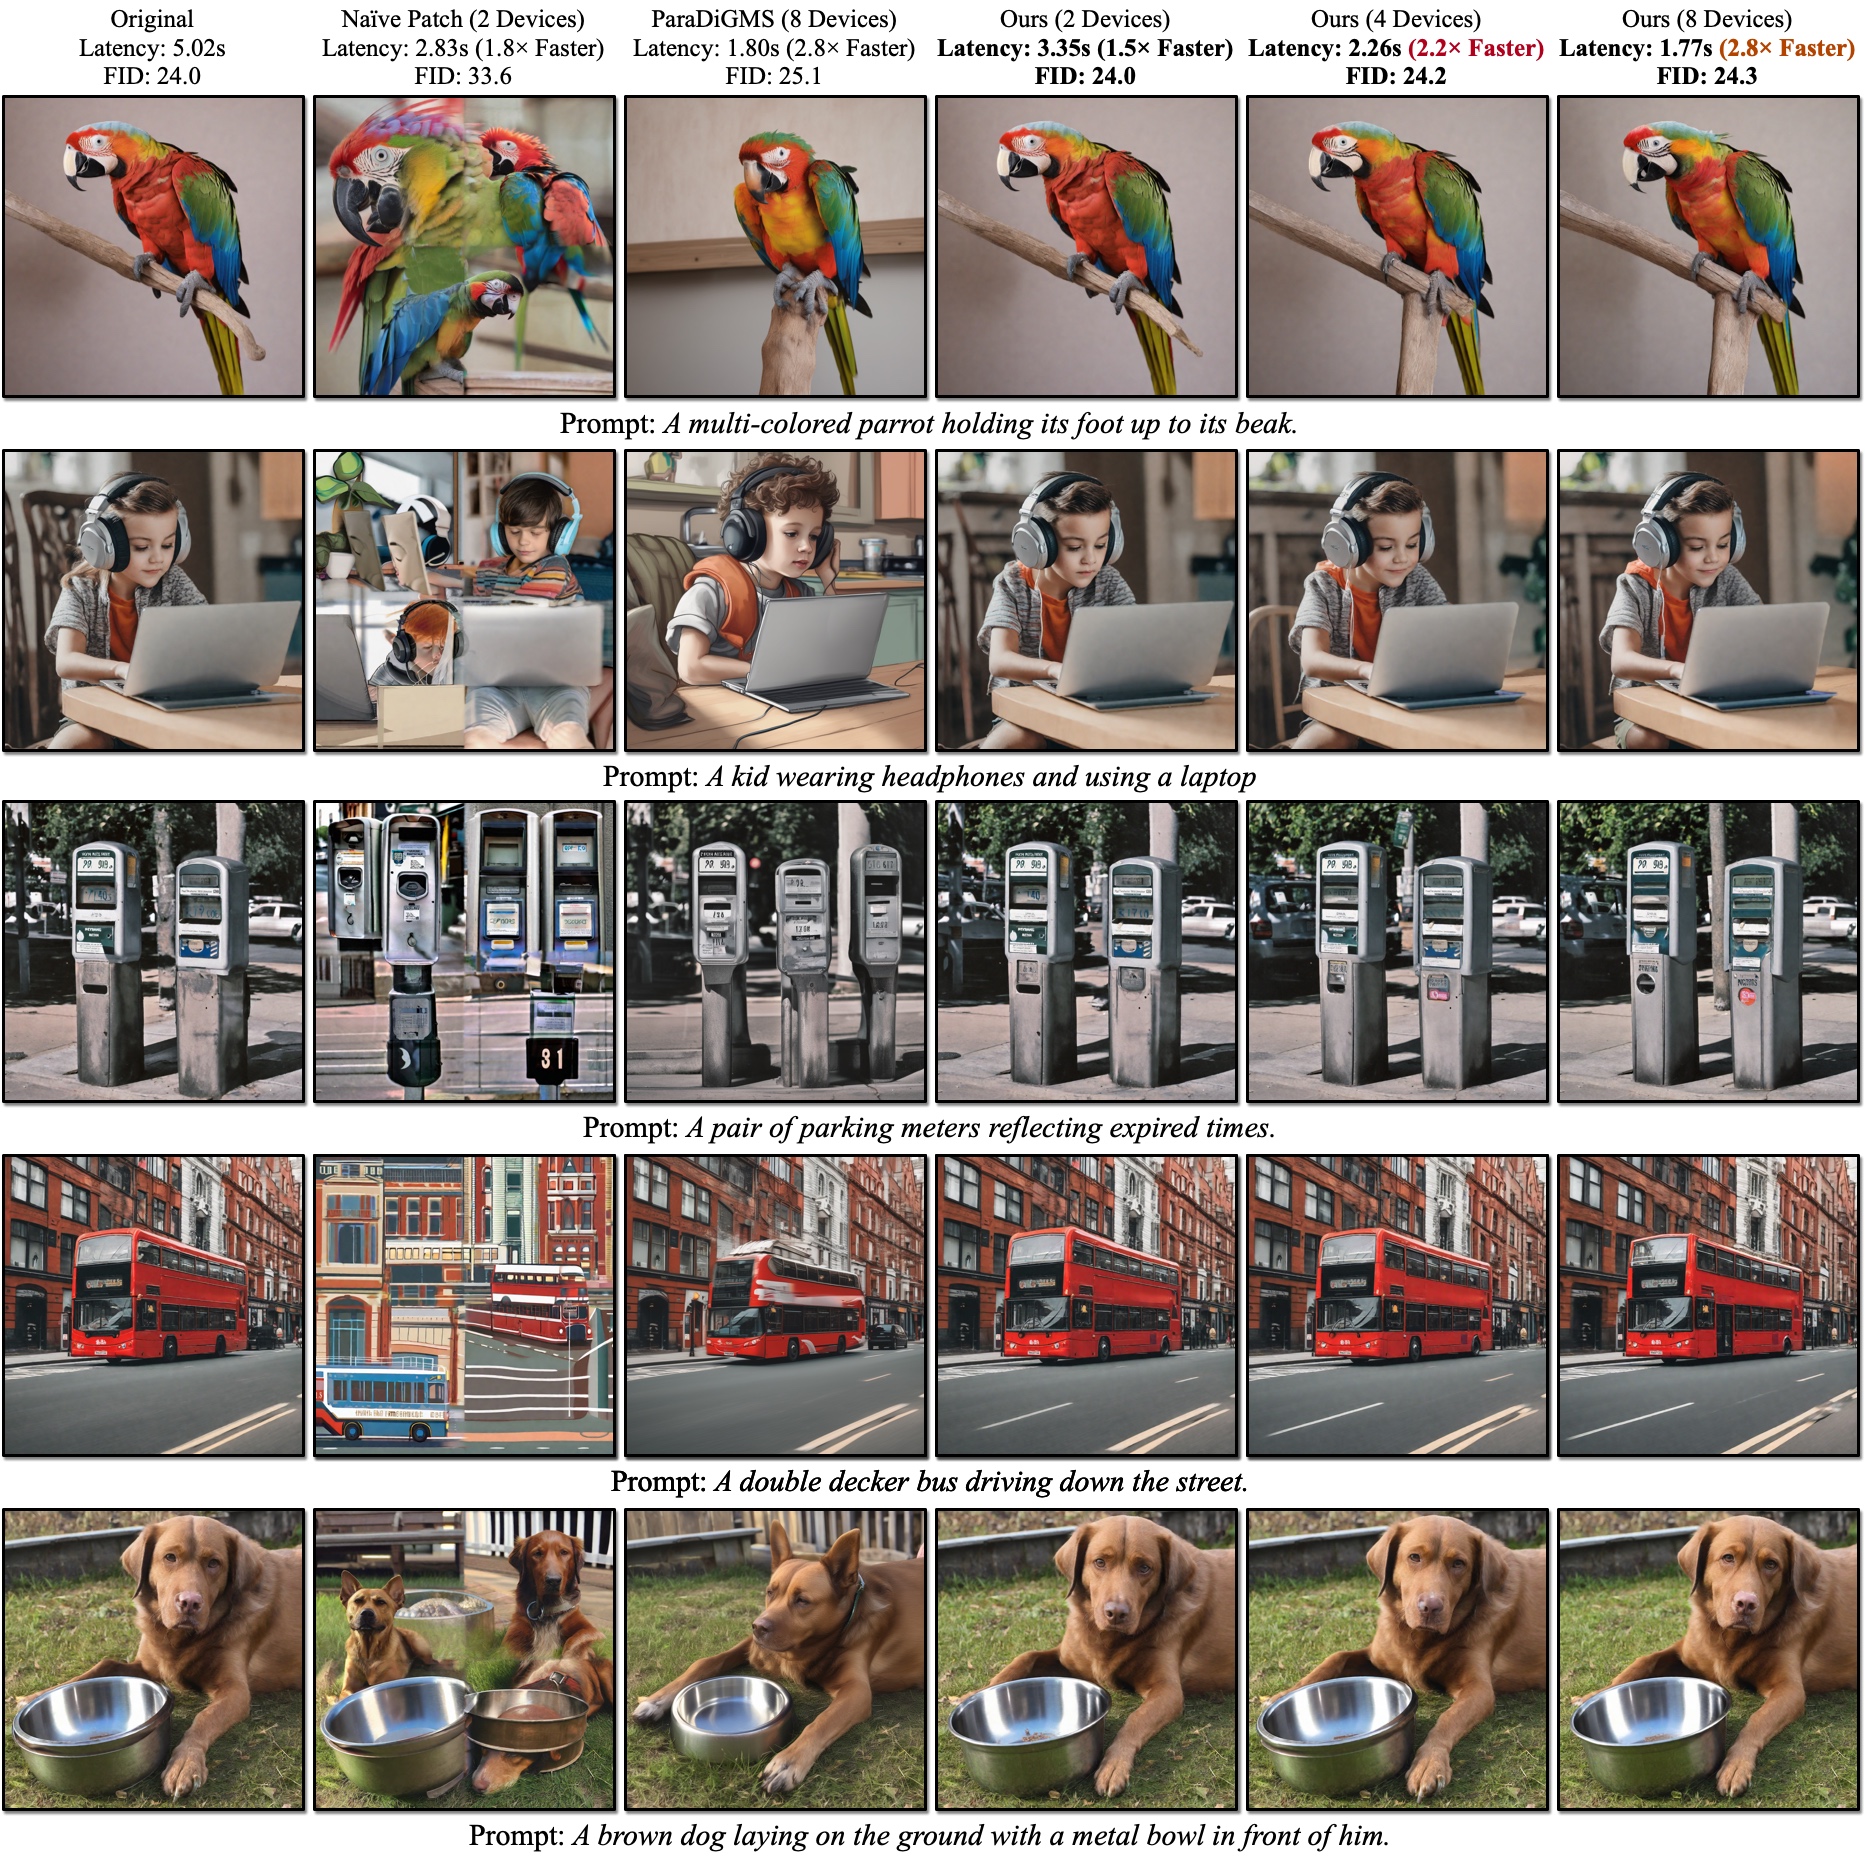 Original
Latency: 5.02s
FID: 24.0
Naïve Patch (2 Devices)
Latency: 2.83s (1.8× Faster)
FID: 33.6
ParaDiGMS (8 Devices)
Latency: 1.80s (2.8× Faster)
FID: 25.1
Ours (2 Devices)
Latency: 3.35s (1.5× Faster)
FID: 24.0
Ours (4 Devices)
Latency: 2.26s (2.2× Faster)
FID: 24.2
Ours (8 Devices)
Latency: 1.77s (2.8× Faster)
FID: 24.3
Prompt: A multi-colored parrot holding its foot up to its beak.
Prompt: A kid wearing headphones and using a laptop
31
Prompt: A pair of parking meters reflecting expired times.
Prompt: A double decker bus driving down the street.
Prompt: A brown dog laying on the ground with a metal bowl in front of him.